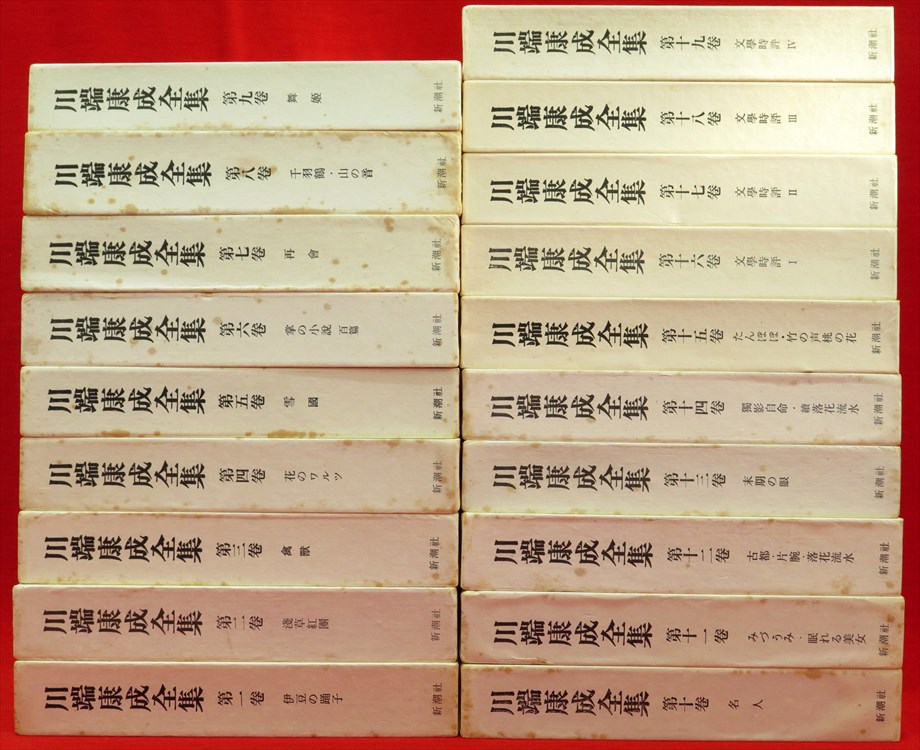 川端康成全集 第九卷 舞姬 新潮社
川端康成全集 第八卷 千羽鶴・山の音 新潮社
川端康成全集 第七卷 再會 新潮社
川端康成全集 第六卷 掌の小說 百篇 新潮社
川端康成全集 第五卷 雪國 新潮社
川端康成全集 第四卷 花のワルツ 新潮社
川端康成全集 第三卷 禽獸 新潮社
川端康成全集 第二卷 淺草紅團 新潮社
川端康成全集 第一卷 伊豆の踊子 新潮社
川端康成全集 第十九卷 文學時評 IV 新潮社
川端康成全集 第十八卷 文學時評 III 新潮社
川端康成全集 第十七卷 文學時評 II 新潮社
川端康成全集 第十六卷 文學時評 I 新潮社
川端康成全集 第十五卷 たんぽぽ・竹の声桃の花 新潮社
川端康成全集 第十四卷 獨影自命・續落花流水 新潮社
川端康成全集 第十三卷 末期の眼 新潮社
川端康成全集 第十二卷 古都・片腕・落花流水 新潮社
川端康成全集 第十一卷 みづうみ・眠れる美女 新潮社
川端康成全集 第十卷 名人 新潮社